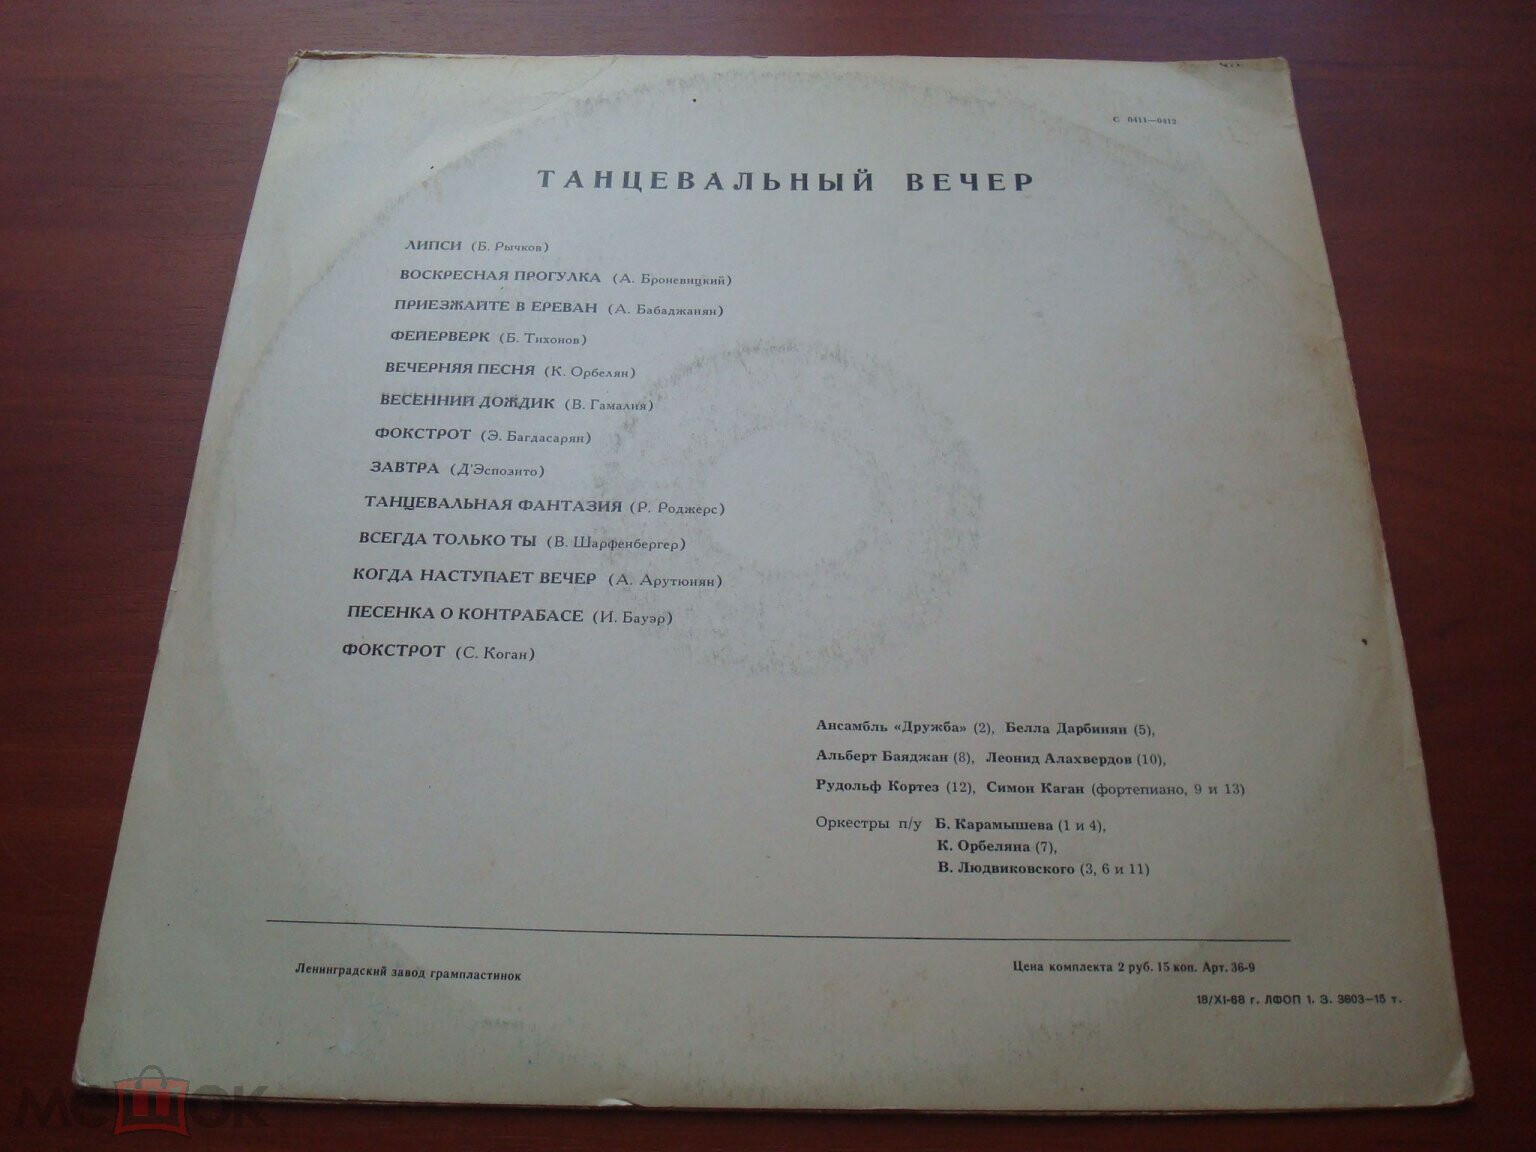 С 0411—0412
ТАНЦЕВАЛЬНЫЙ ВЕЧЕР
ЛИПСИ (Б. Рычков)
ВОСКРЕСНАЯ ПРОГУЛКА (А. Броневицкий)
ПРИЕЗЖАЙТЕ В ЕРЕВАН (А. Бабаджанян)
ФЕЙЕРВЕРК (Б. Тихонов)
ВЕЧЕРНЯЯ ПЕСНЯ (К. Орбелян)
ВЕСЕННИЙ ДОЖДИК (В. Гамалия)
ФОКСТРОТ (Э. Багдасарян)
ЗАВТРА (Д'Эспозито)
ТАНЦЕВАЛЬНАЯ ФАНТАЗИЯ (Р. Роджерс)
ВСЕГДА ТОЛЬКО ТЫ (В. Шарфенбергер)
КОГДА НАСТУПАЕТ ВЕЧЕР (А. Арутюнян)
ПЕСЕНКА О КОНТРАБАСЕ (И. Бауэр)
ФОКСТРОТ (С. Коган)
Ансамбль «Дружба» (2), Белла Дарбинян (5),
Альберт Баяджан (8), Леонид Алахвердов (10),
Рудольф Кортез (12), Симон Каган (фортепиано, 9 и 13)
Оркестры п/у Б. Карамышева (1 и 4),
К. Орбеляна (7),
В. Людвиковского (3, 6 и 11)
Ленинградский завод грампластинок
Цена комплекта 2 руб. 15 коп. Арт. 36-9
18/XI-68 г. ЛФОП 1. З. 3603—15 т.
мешок